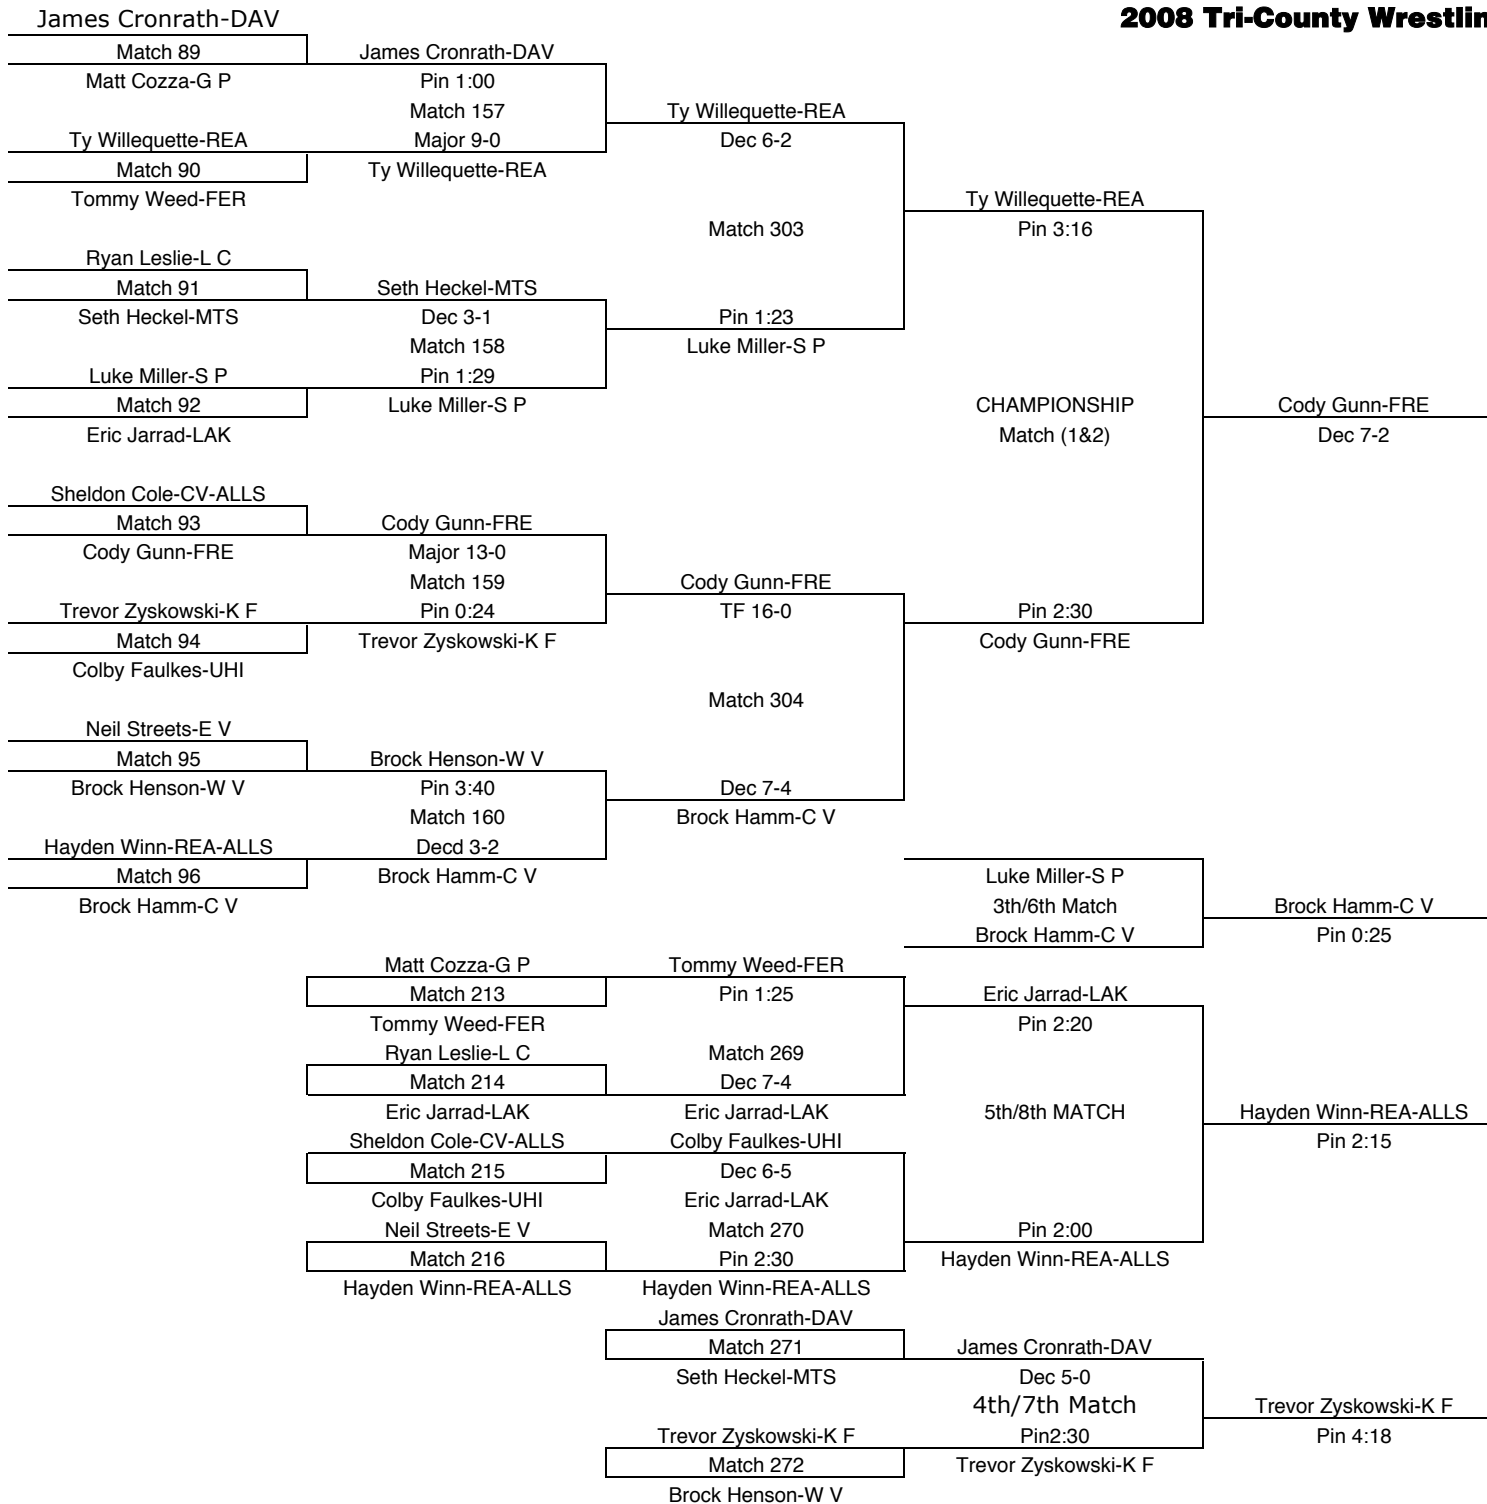 James Cronrath-DAV
2008 Tri-County Wrestlin
Match 89
James Cronrath-DAV
Matt Cozza-G P
Pin 1:00
Match 157
Ty Willequette-REA
Ty Willequette-REA
Major 9-0
Dec 6-2
Match 90
Ty Willequette-REA
Tommy Weed-FER
Ty Willequette-REA
Match 303
Pin 3:16
Ryan Leslie-L C
Match 91
Seth Heckel-MTS
Seth Heckel-MTS
Dec 3-1
Pin 1:23
Match 158
Luke Miller-S P
Luke Miller-S P
Pin 1:29
Match 92
Luke Miller-S P
CHAMPIONSHIP
Cody Gunn-FRE
Eric Jarrad-LAK
Match (1&2)
Dec 7-2
Sheldon Cole-CV-ALLS
Match 93
Cody Gunn-FRE
Cody Gunn-FRE
Major 13-0
Match 159
Cody Gunn-FRE
Trevor Zyskowski-K F
Pin 0:24
TF 16-0
Pin 2:30
Match 94
Trevor Zyskowski-K F
Cody Gunn-FRE
Colby Faulkes-UHI
Match 304
Neil Streets-E V
Match 95
Brock Henson-W V
Brock Henson-W V
Pin 3:40
Dec 7-4
Match 160
Brock Hamm-C V
Hayden Winn-REA-ALLS
Decd 3-2
Match 96
Brock Hamm-C V
Luke Miller-S P
Brock Hamm-C V
3th/6th Match
Brock Hamm-C V
Brock Hamm-C V
Pin 0:25
Matt Cozza-G P
Tommy Weed-FER
Match 213
Pin 1:25
Eric Jarrad-LAK
Tommy Weed-FER
Pin 2:20
Ryan Leslie-L C
Match 269
Match 214
Dec 7-4
Eric Jarrad-LAK
Eric Jarrad-LAK
5th/8th MATCH
Hayden Winn-REA-ALLS
Sheldon Cole-CV-ALLS
Colby Faulkes-UHI
Pin 2:15
Match 215
Dec 6-5
Colby Faulkes-UHI
Eric Jarrad-LAK
Neil Streets-E V
Match 270
Pin 2:00
Match 216
Pin 2:30
Hayden Winn-REA-ALLS
Hayden Winn-REA-ALLS
Hayden Winn-REA-ALLS
James Cronrath-DAV
Match 271
James Cronrath-DAV
Seth Heckel-MTS
Dec 5-0
4th/7th Match
Trevor Zyskowski-K F
Trevor Zyskowski-K F
Pin2:30
Pin 4:18
Match 272
Trevor Zyskowski-K F
Brock Henson-W V